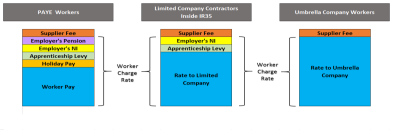 PAYE Workers
Limited Company Contractors
Inside IR35
Umbrella Company Workers
Supplier Fee
Employer's Pension
Employer's NI
Apprenticeship Levy
Holiday Pay
Worker Pay
Worker
Charge
Rate
Supplier Fee
Employer's NI
Apprenticeship Levy
Rate to Limited
Company
Worker
Charge
Rate
Supplier Fee
Rate to Umbrella
Company